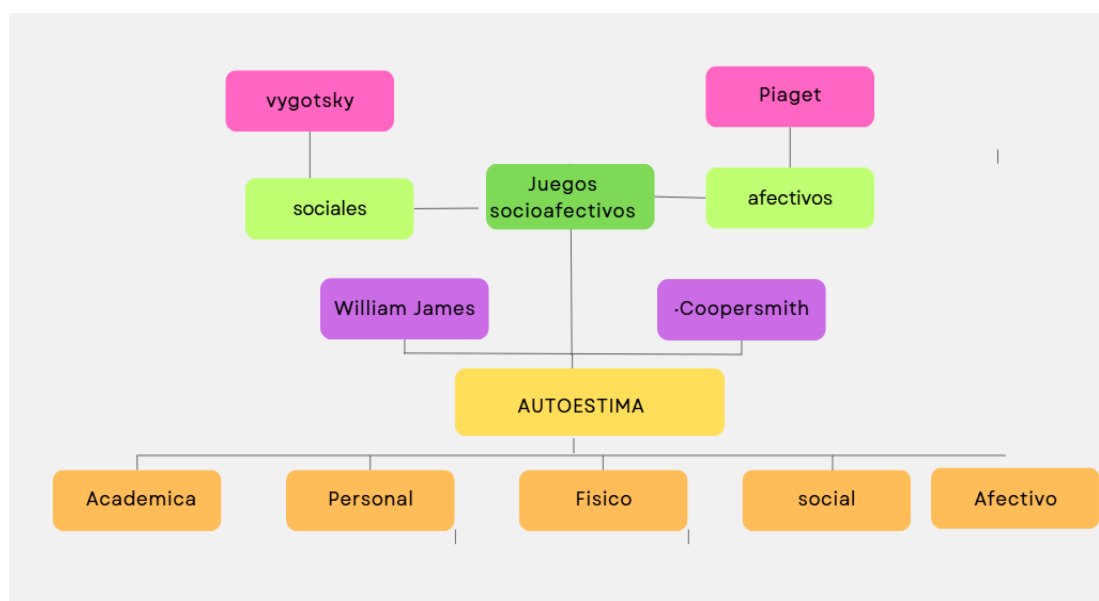 vygotsky
Piaget
Juegos
socioafectivos
sociales
afectivos
William James
·Coopersmith
AUTOESTIMA
Academica
Personal
Fisico
social
Afectivo